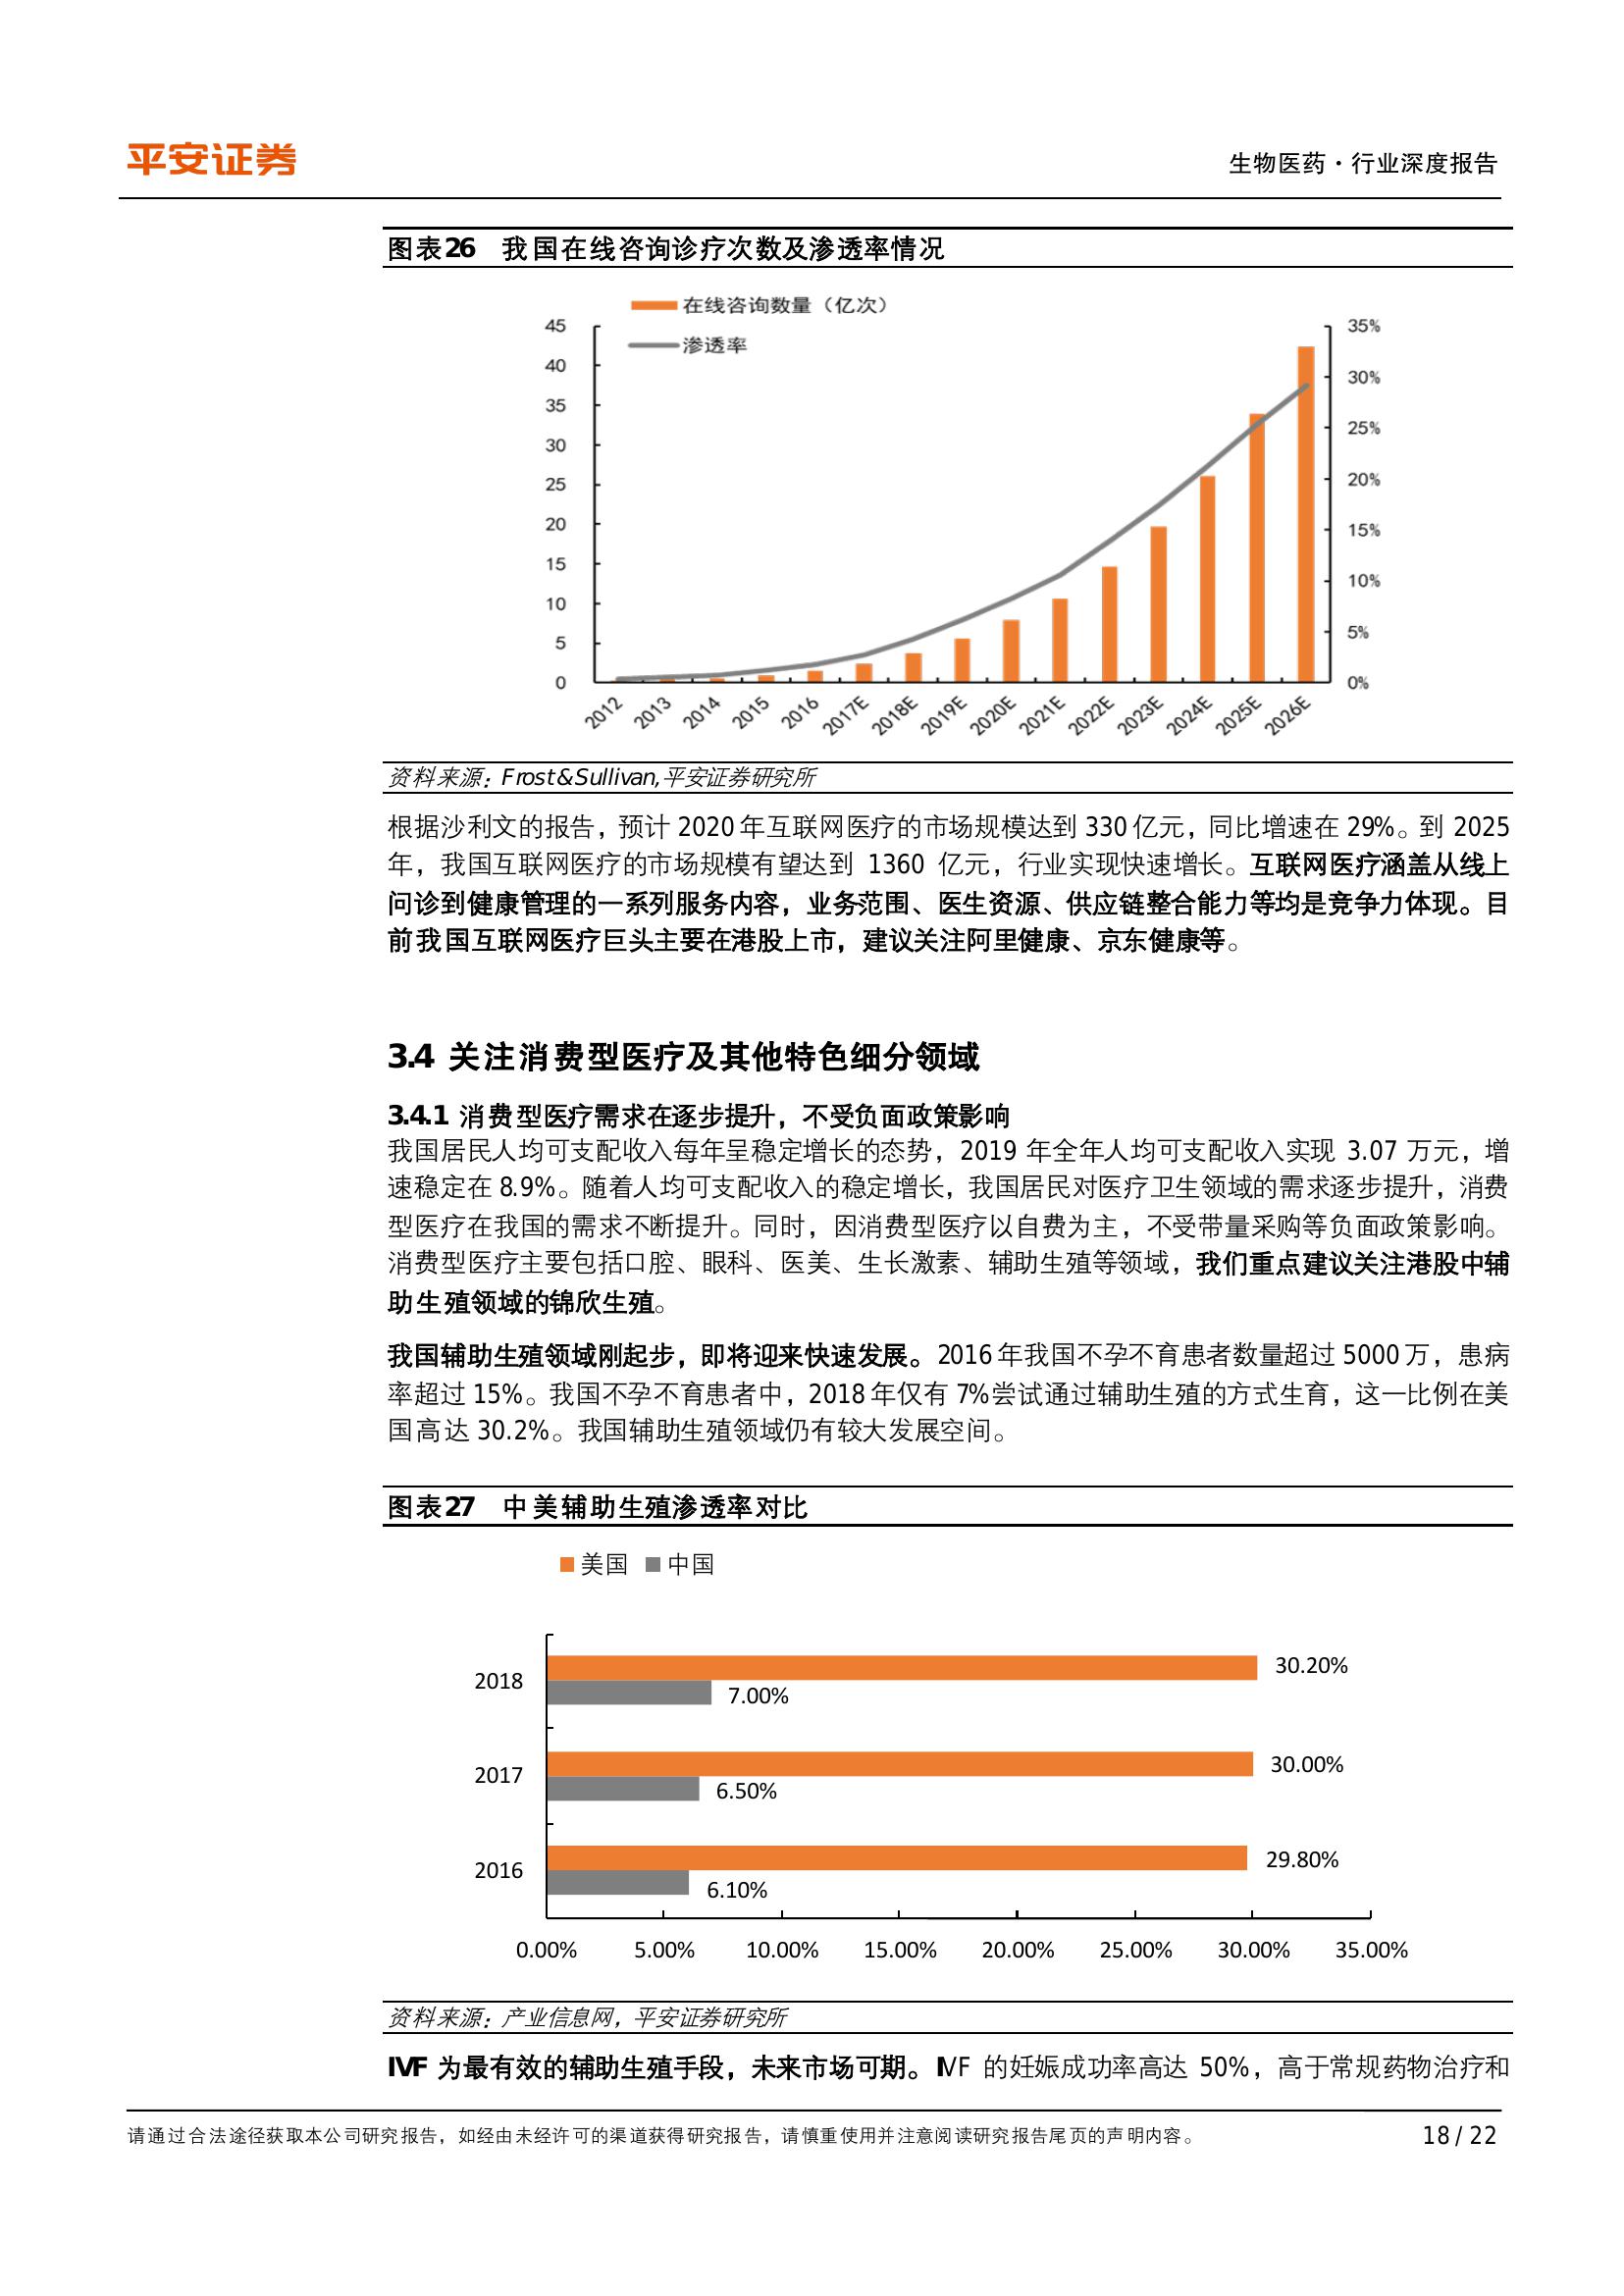 平安证券
生物医药·行业深度报告
图表26 我国在线咨询诊疗次数及渗透率情况
在线咨询数量（亿次）
渗透率
45
40
35
30
25
20
15
10
5
0
35%
30%
25%
20%
15%
10%
5%
0%
2012 2013 2014 2015 2016 2017E 2018E 2019E 2020E 2021E 2022E 2023E 2024E 2025E 2026E
资料来源：Frost&Sullivan,平安证券研究所
根据沙利文的报告，预计 2020 年互联网医疗的市场规模达到 330 亿元，同比增速在 29%。到 2025
年，我国互联网医疗的市场规模有望达到 1360 亿元，行业实现快速增长。互联网医疗涵盖从线上
问诊到健康管理的一系列服务内容，业务范围、医生资源、供应链整合能力等均是竞争力体现。目
前我国互联网医疗巨头主要在港股上市，建议关注阿里健康、京东健康等。
3.4 关注消费型医疗及其他特色细分领域
3.4.1 消费型医疗需求在逐步提升，不受负面政策影响
我国居民人均可支配收入每年呈稳定增长的态势，2019 年全年人均可支配收入实现 3.07 万元，增
速稳定在 8.9%。随着人均可支配收入的稳定增长，我国居民对医疗卫生领域的需求逐步提升，消费
型医疗在我国的需求不断提升。同时，因消费型医疗以自费为主，不受带量采购等负面政策影响。
消费型医疗主要包括口腔、眼科、医美、生长激素、辅助生殖等领域，我们重点建议关注港股中辅
助生殖领域的锦欣生殖。
我国辅助生殖领域刚起步，即将迎来快速发展。2016 年我国不孕不育患者数量超过 5000 万，患病
率超过 15%。我国不孕不育患者中，2018 年仅有 7%尝试通过辅助生殖的方式生育，这一比例在美
国高达 30.2%。我国辅助生殖领域仍有较大发展空间。
图表27 中美辅助生殖渗透率对比
美国 中国
2018
30.20%
7.00%
2017
30.00%
6.50%
2016
29.80%
6.10%
0.00% 5.00% 10.00% 15.00% 20.00% 25.00% 30.00% 35.00%
资料来源：产业信息网，平安证券研究所
IVF 为最有效的辅助生殖手段，未来市场可期。IVF 的妊娠成功率高达 50%，高于常规药物治疗和
请通过合法途径获取本公司研究报告，如经由未经许可的渠道获得研究报告，请慎重使用并注意阅读研究报告尾页的声明内容。
18 / 22